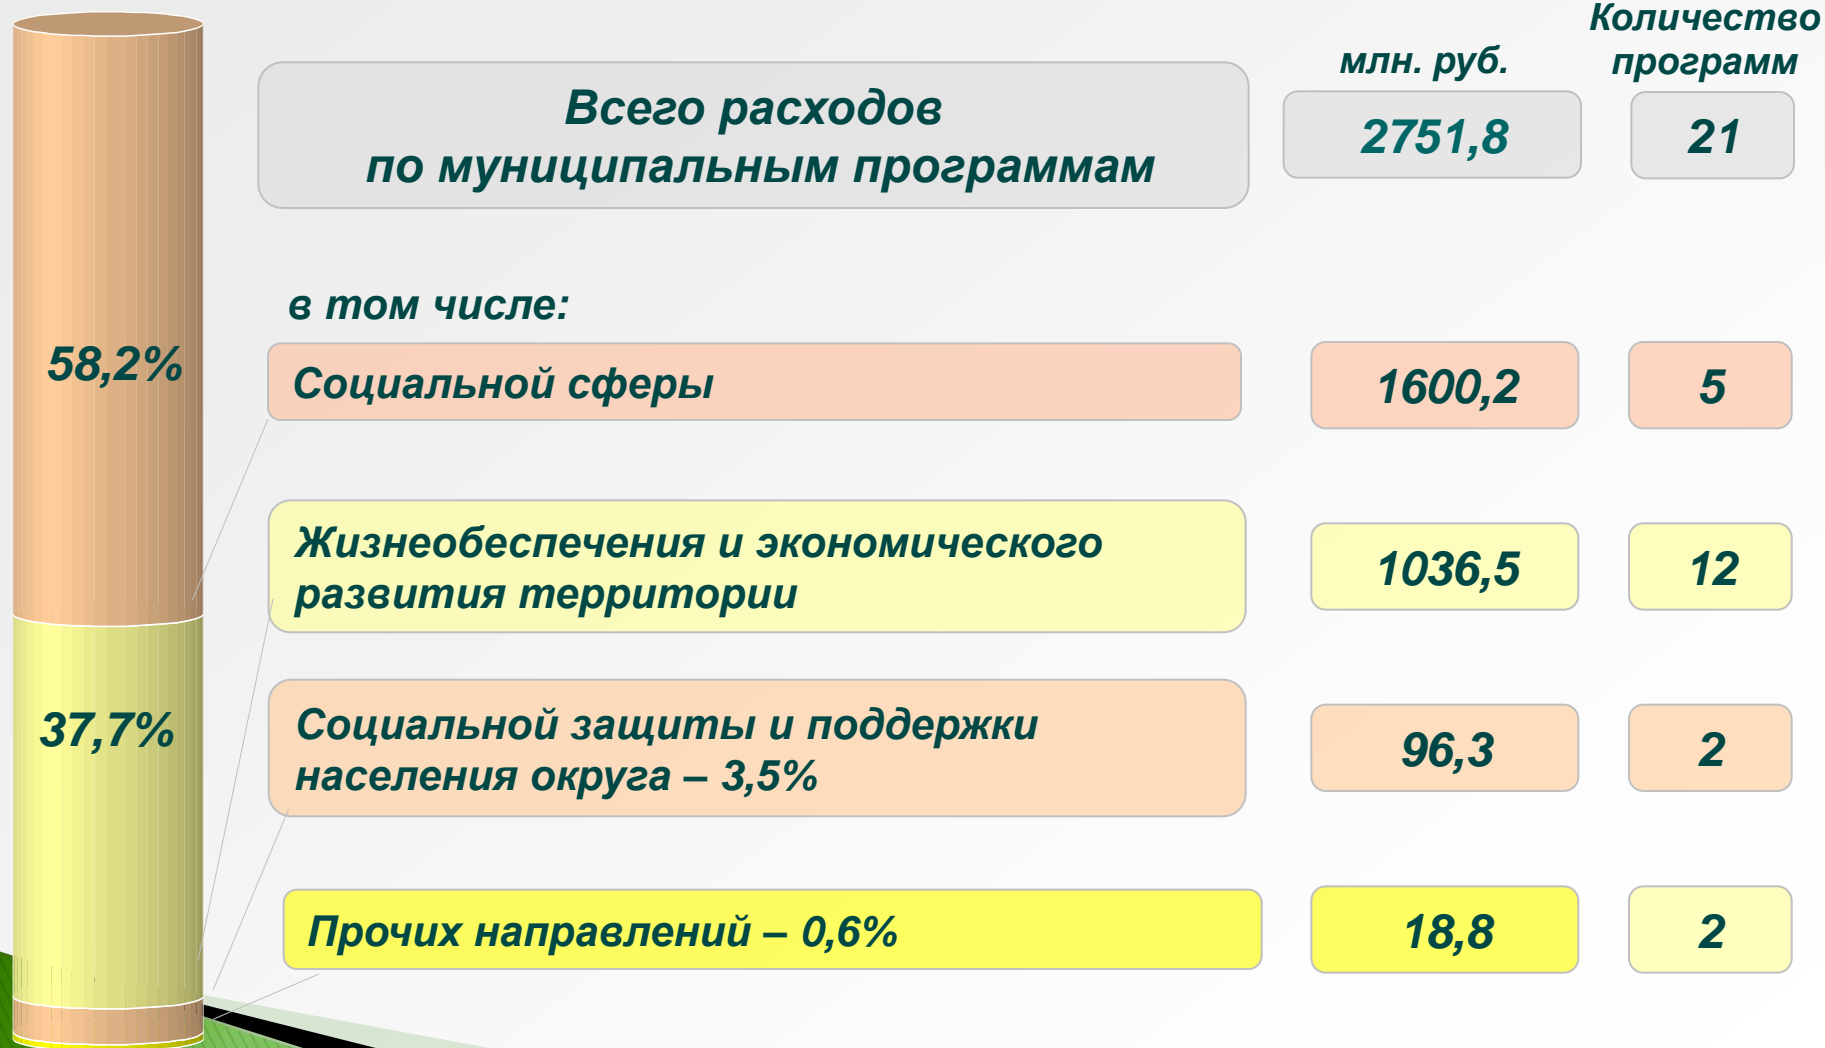 Количество
программ
млн. руб.
Всего расходов
по муниципальным программам
2751,8
21
в том числе:
58,2%
Социальной сферы
1600,2
5
Жизнеобеспечения и экономического
развития территории
1036,5
12
37,7%
Социальной защиты и поддержки
населения округа – 3,5%
96,3
2
Прочих направлений – 0,6%
18,8
2